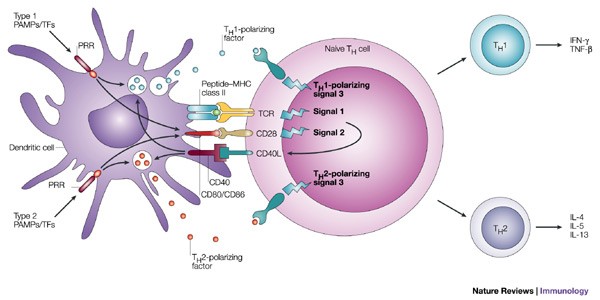 Type 1
PAMPs/TFs
PRR
TH1-polarizing
factor
Peptide–MHC
class II
Naive TH cell
TH1-polarizing
signal 3
TCR
Signal 1
CD28
Signal 2
CD40L
Dendritic cell
PRR
CD40
CD80/CD86
TH2-polarizing
signal 3
Type 2
PAMPs/TFs
TH2-polarizing
factor
TH1
IFN-γ
TNF-β
TH2
IL-4
IL-5
IL-13
Nature Reviews | Immunology